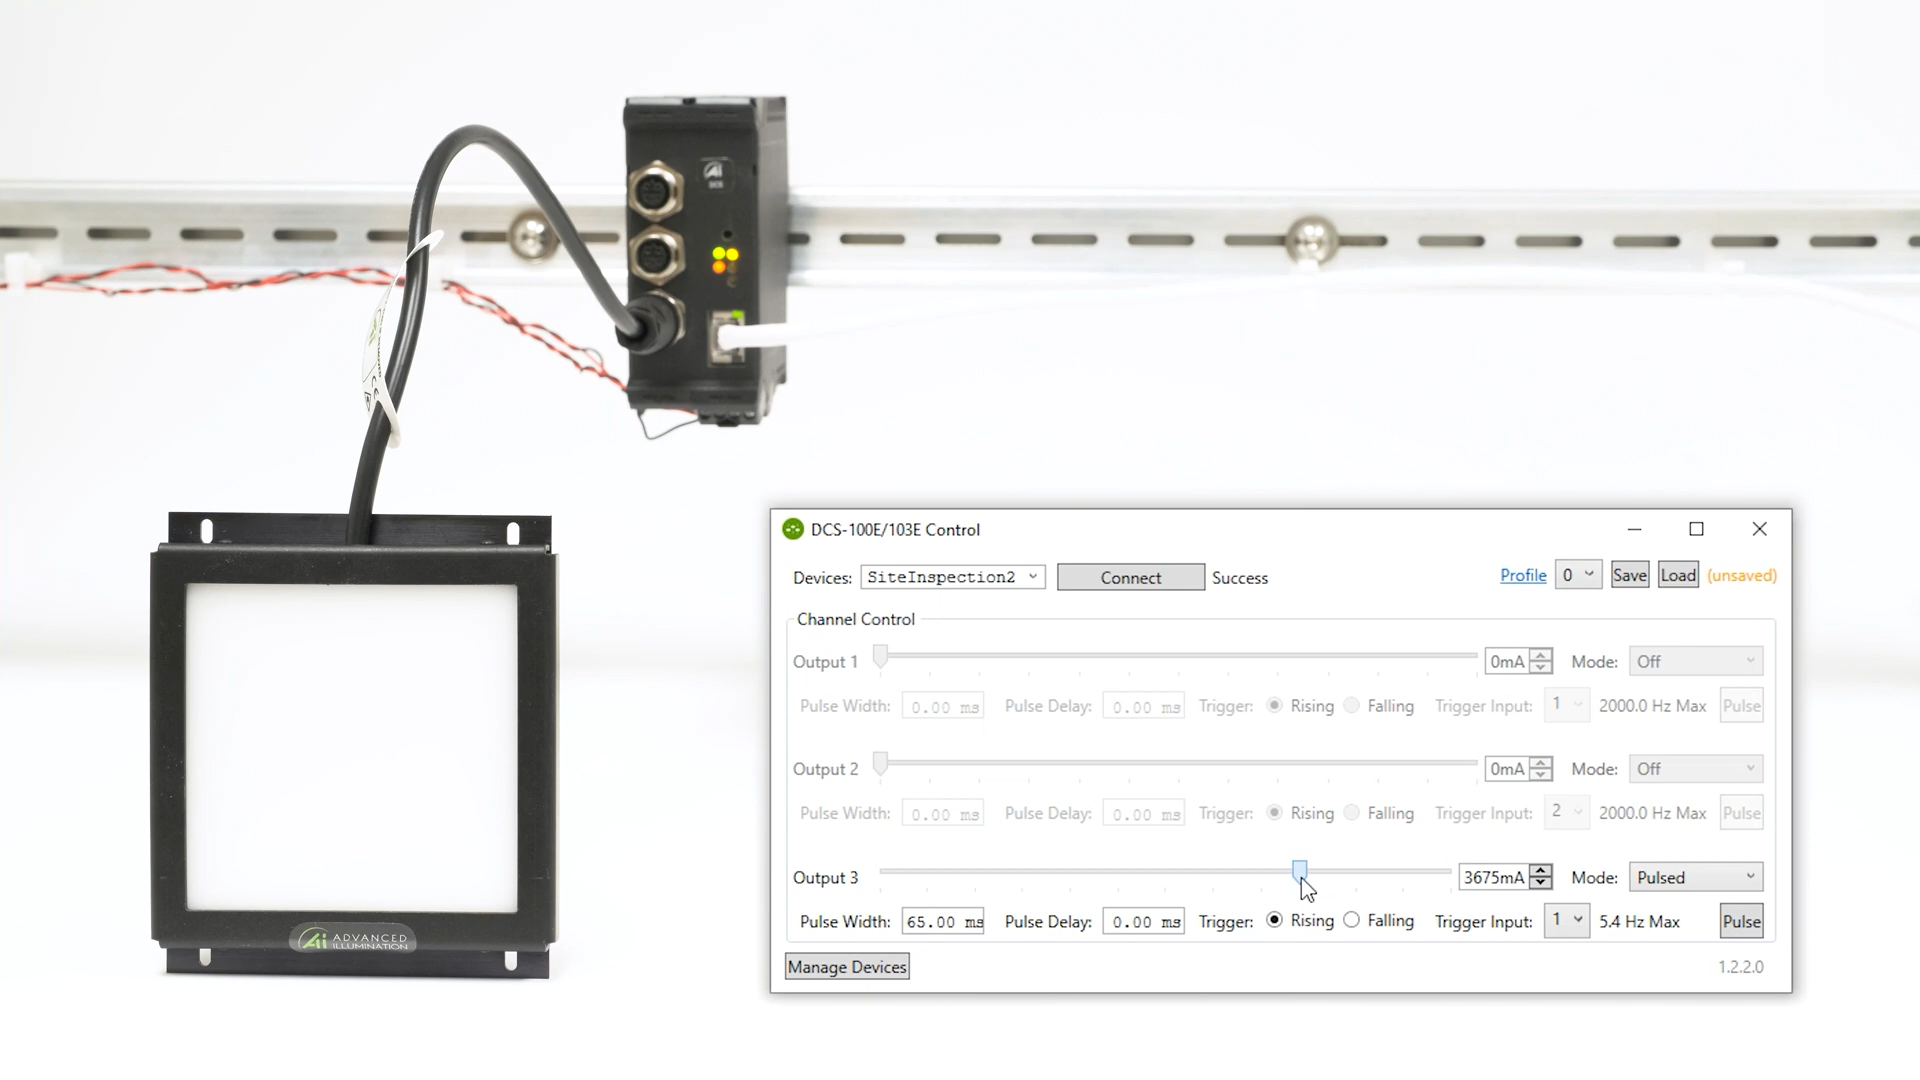 Ai
DCS
DCS-100E/103E Control
Devices: SiteInspection2 Connect Success Profile 0 Save Load (unsaved)
Channel Control
Output 1 0mA Mode: Off
Pulse Width: 0.00 ms Pulse Delay: 0.00 ms Trigger: Rising Falling Trigger Input: 1 2000.0 Hz Max Pulse
Output 2 0mA Mode: Off
Pulse Width: 0.00 ms Pulse Delay: 0.00 ms Trigger: Rising Falling Trigger Input: 2 2000.0 Hz Max Pulse
Output 3 3675mA Mode: Pulsed
Pulse Width: 65.00 ms Pulse Delay: 0.00 ms Trigger: Rising Falling Trigger Input: 1 5.4 Hz Max Pulse
Manage Devices 1.2.2.0
Ai ADVANCED
ILLUMINATION